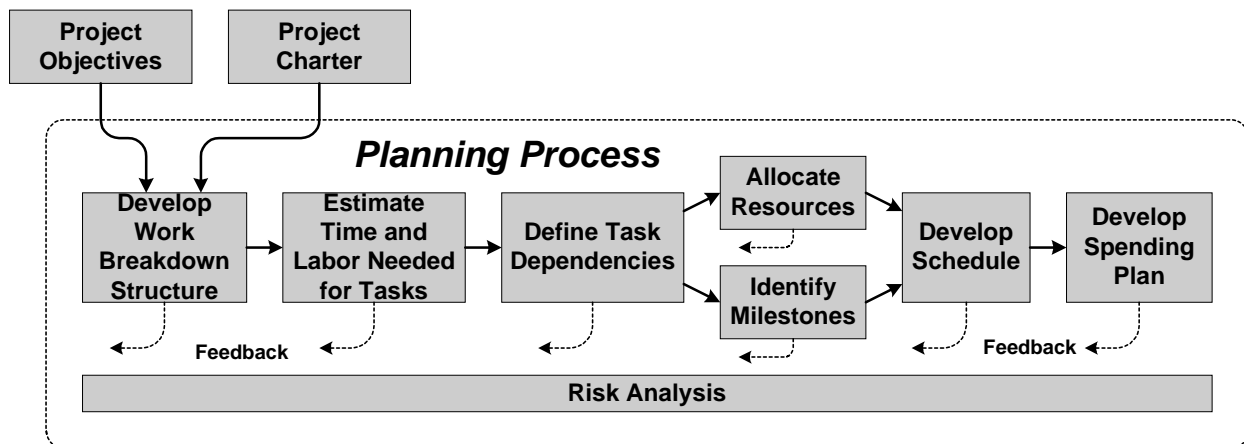 Project
Objectives
Project
Charter
Planning Process
Develop
Work
Breakdown
Structure
Estimate
Time and
Labor Needed
for Tasks
Define Task
Dependencies
Allocate
Resources
Identify
Milestones
Develop
Schedule
Develop
Spending
Plan
Feedback
Feedback
Risk Analysis